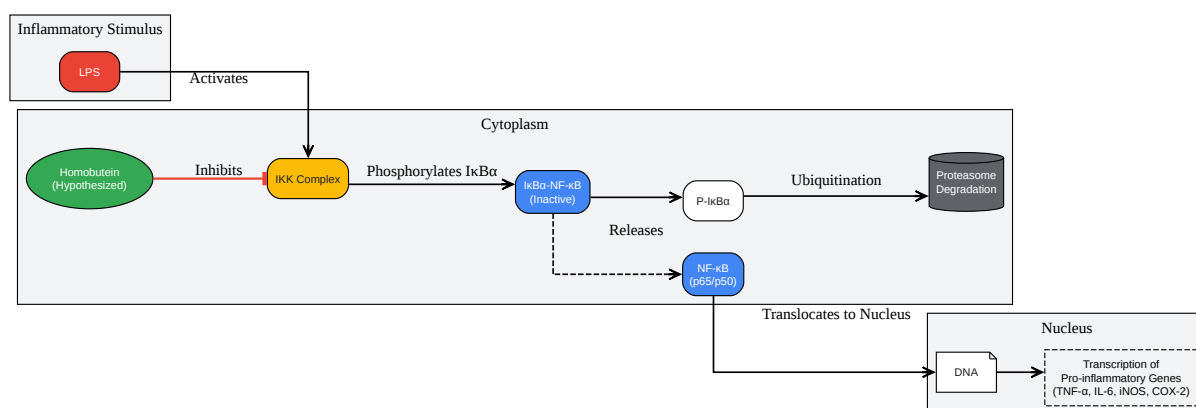 Inflammatory Stimulus
LPS
Activates
Cytoplasm
Homobutein
(Hypothesized)
Inhibits
IKK Complex
Phosphorylates IκBα
IκBα-NF-κB
(Inactive)
Releases
P-IκBα
Ubiquitination
Proteasome
Degradation
NF-κB
(p65/p50)
Translocates to Nucleus
Nucleus
DNA
Transcription of
Pro-inflammatory Genes
(TNF-α, IL-6, iNOS, COX-2)